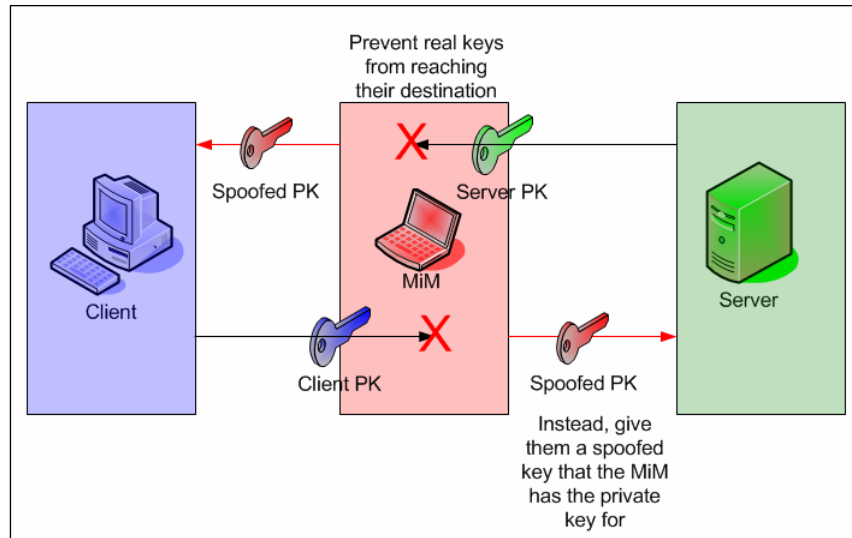 Prevent real keys
from reaching
their destination
Spoofed PK
Server PK
Client
MiM
Server
Client PK
Spoofed PK
Instead, give
them a spoofed
key that the MiM
has the private
key for